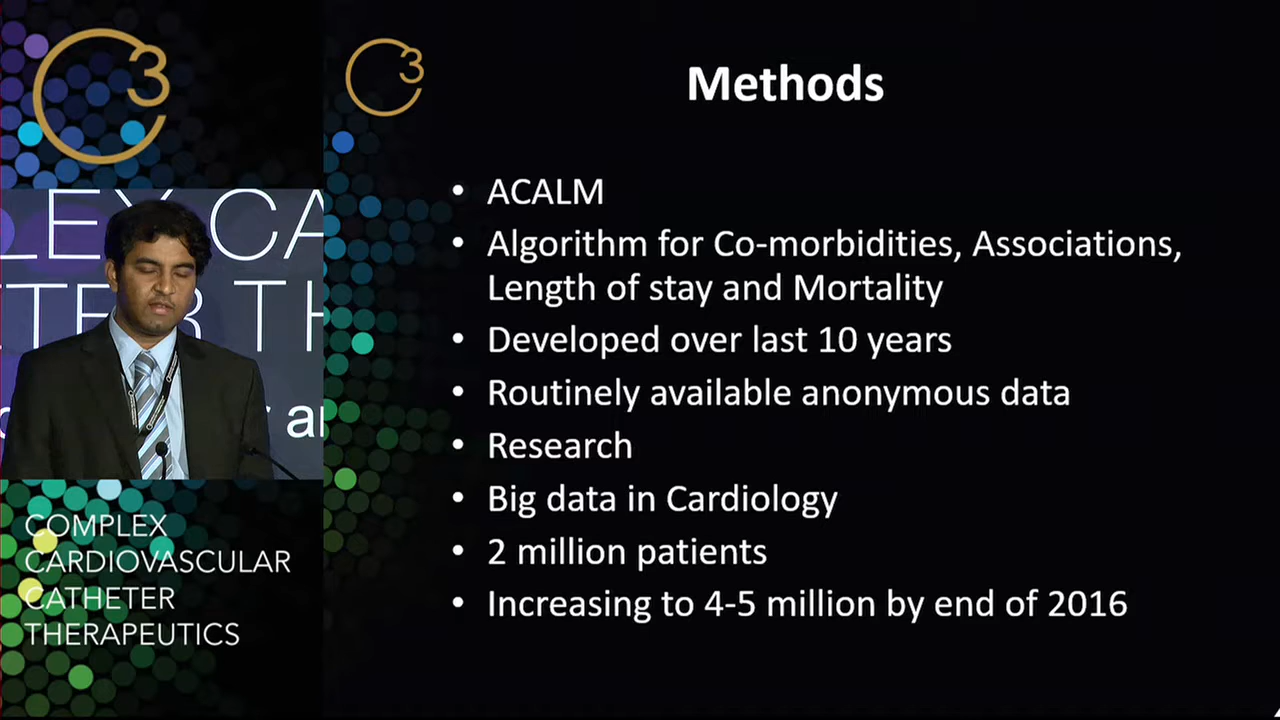 3
3
Methods
• ACALM
• Algorithm for Co-morbidities, Associations,
Length of stay and Mortality
• Developed over last 10 years
• Routinely available anonymous data
• Research
• Big data in Cardiology
• 2 million patients
• Increasing to 4-5 million by end of 2016
COMPLEX
CARDIOVASCULAR
CATHETER
THERAPEUTICS